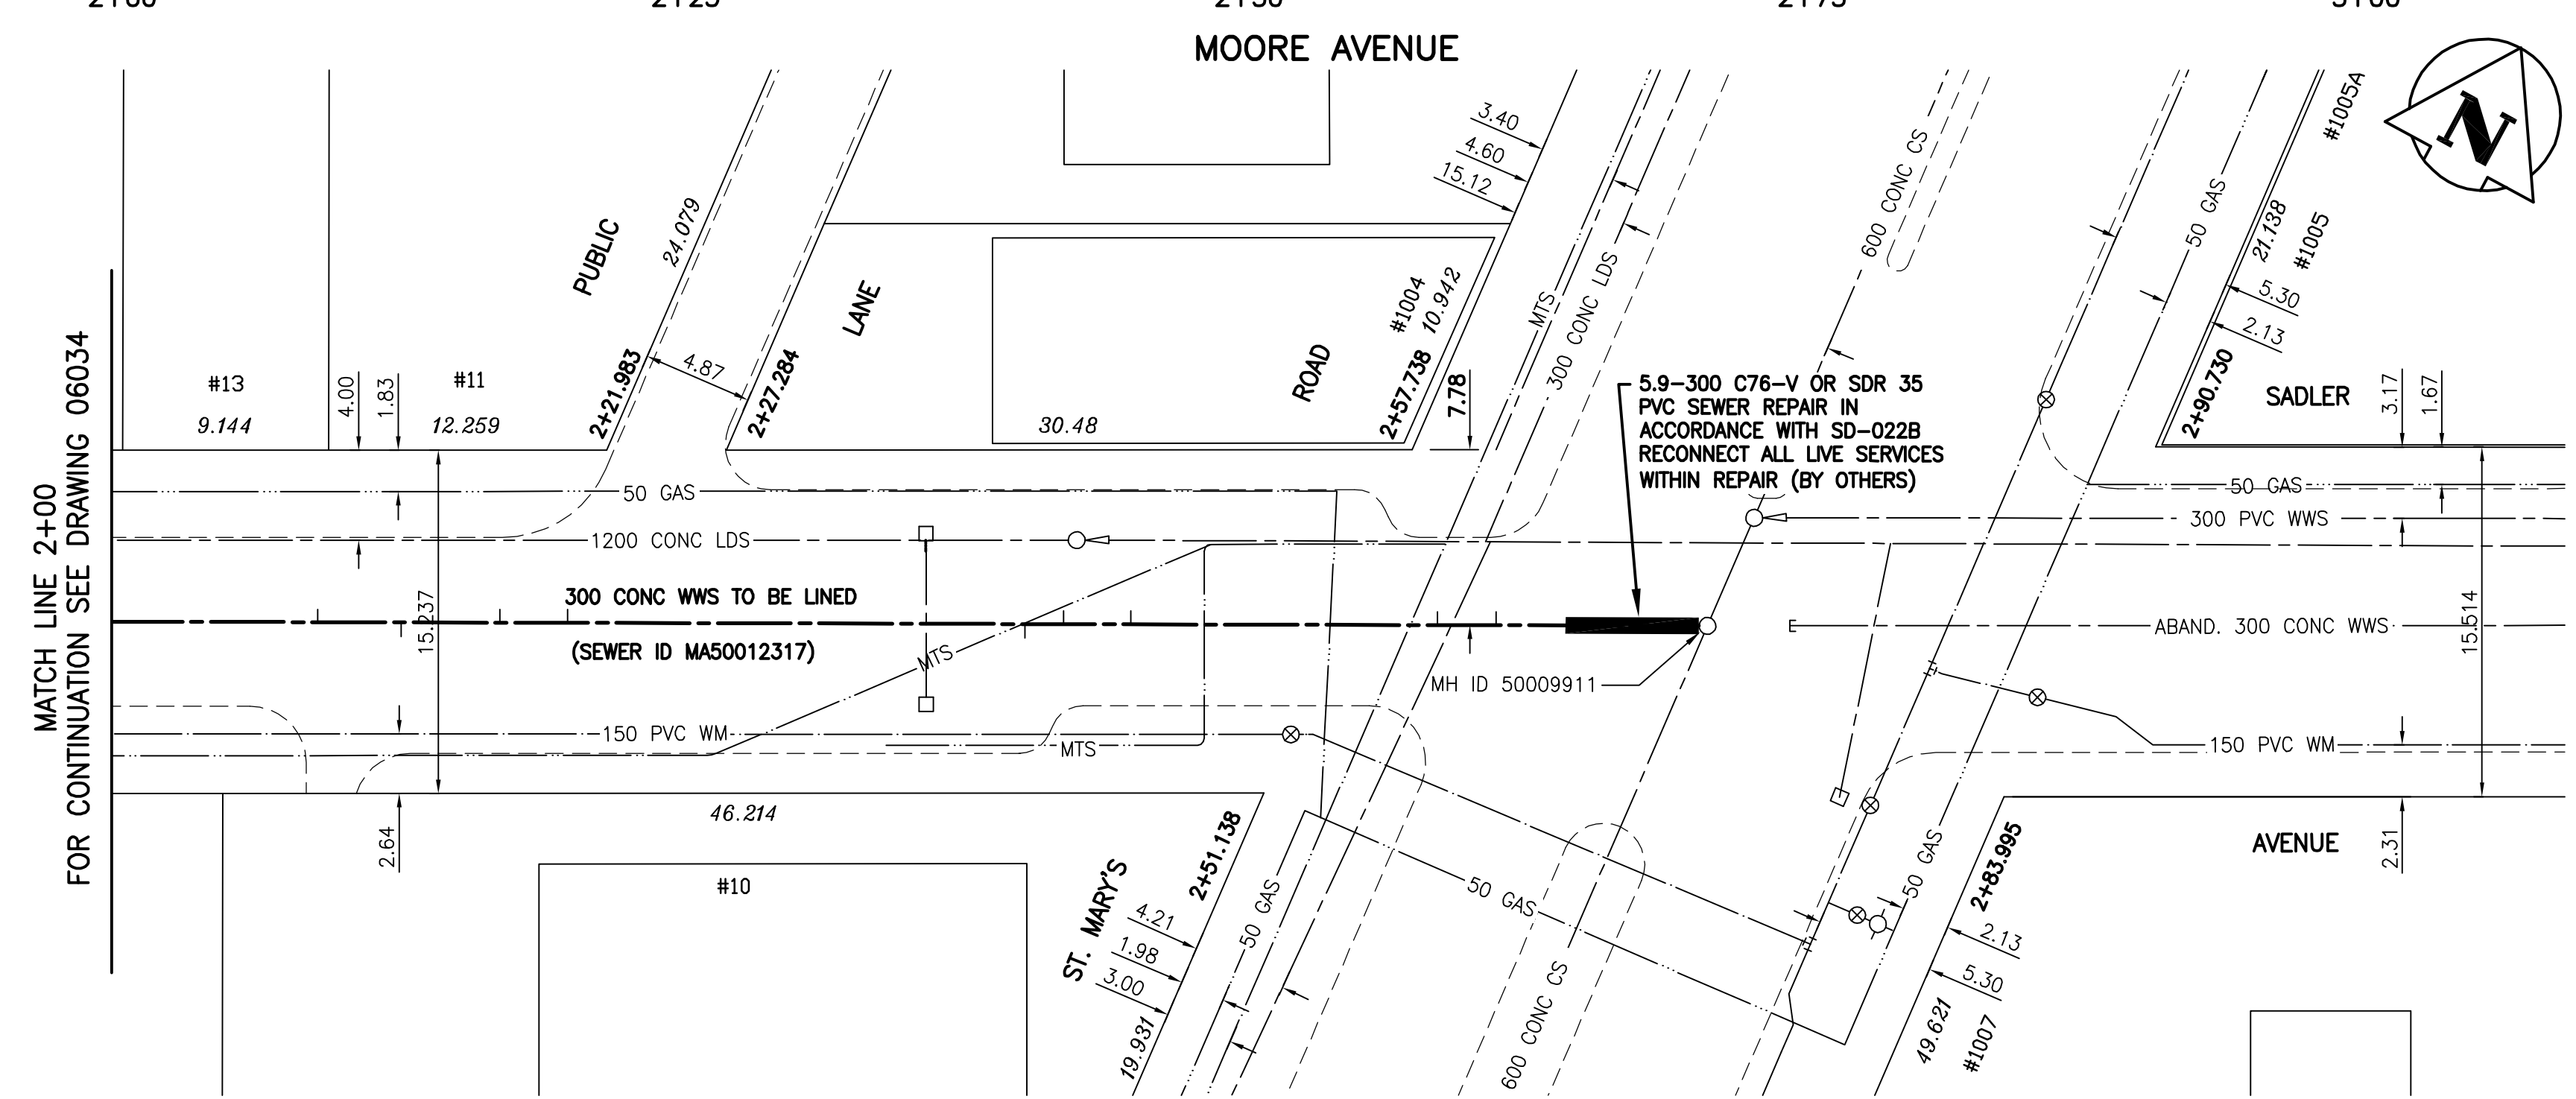 MOORE AVENUE
N
#1005A
3.40
4.60
15.12
600 CONC CS
50 GAS
21.138
#1005
5.30
2.13
PUBLIC
24.079
LANE
4.87
2+21.983
2+27.284
#1004
10.942
ROAD
2+57.738
7.78
MTS
300 CONC LDS
5.9-300 C76-V OR SDR 35
PVC SEWER REPAIR IN
ACCORDANCE WITH SD-022B
RECONNECT ALL LIVE SERVICES
WITHIN REPAIR (BY OTHERS)
2+90.730
SADLER
3.17
1.67
#13
9.144
4.00
1.83
#11
12.259
30.48
MATCH LINE 2+00
FOR CONTINUATION SEE DRAWING 06034
50 GAS
50 GAS
300 PVC WWS
1200 CONC LDS
300 CONC WWS TO BE LINED
(SEWER ID MA50012317)
15.237
MTS
MH ID 50009911
E
ABAND. 300 CONC WWS
15.514
150 PVC WM
MTS
150 PVC WM
46.214
2.64
#10
2+51.138
ST. MARY'S
4.21
1.98
3.00
19.931
50 GAS
50 GAS
600 CONC CS
50 GAS
2+83.995
2.13
5.30
49.621
#1007
AVENUE
2.31